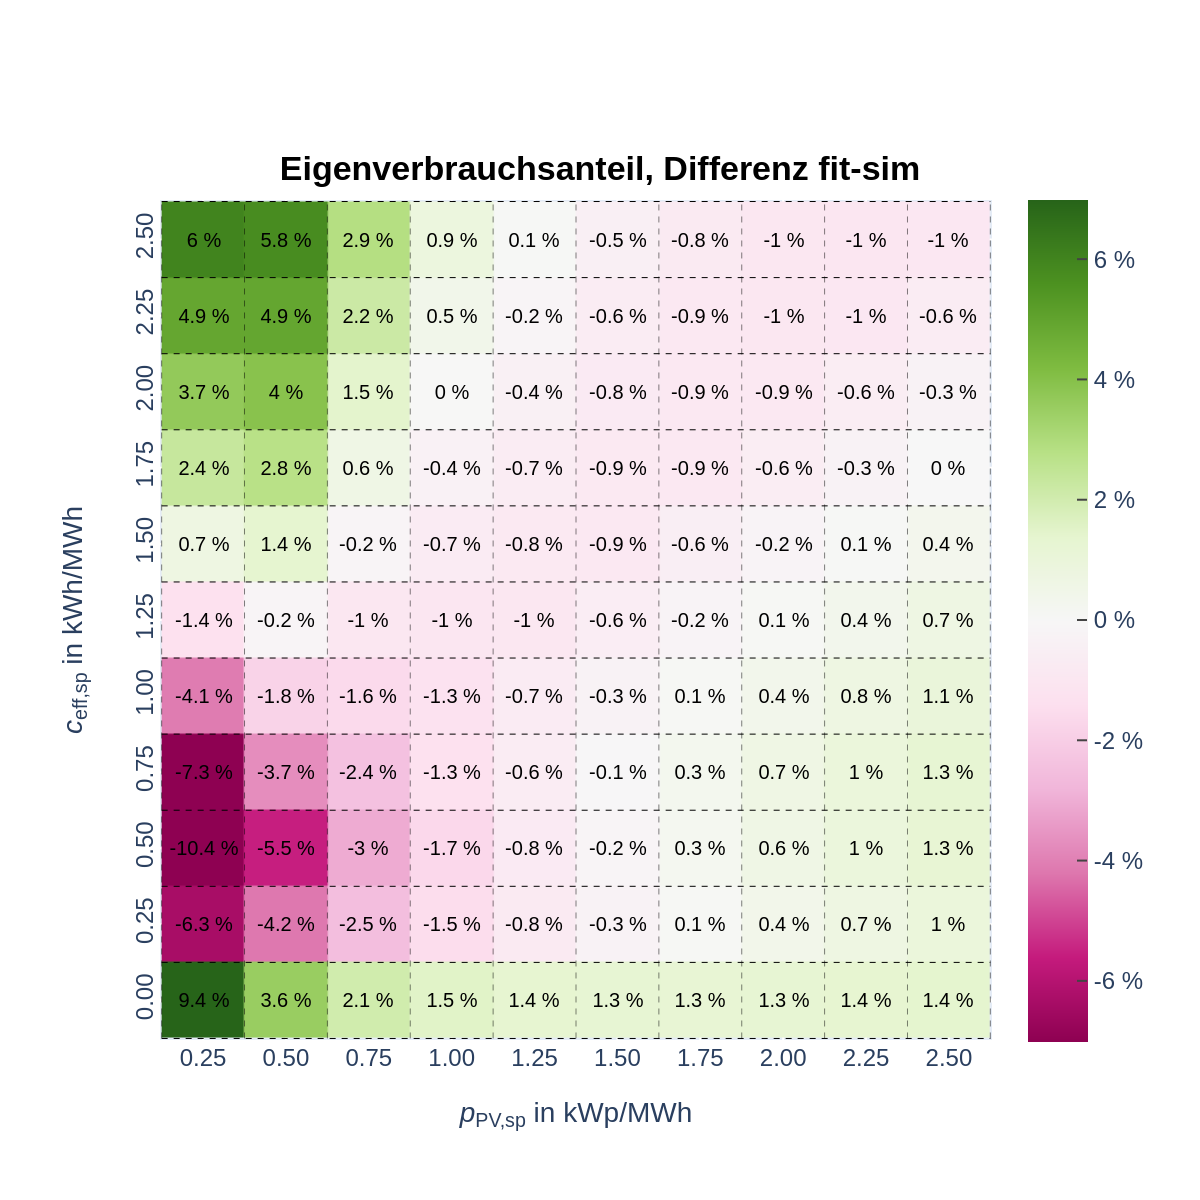 Eigenverbrauchsanteil, Differenz fit-sim
2.50 6 % 5.8 % 2.9 % 0.9 % 0.1 % -0.5 % -0.8 % -1 % -1 % -1 %
2.25 4.9 % 4.9 % 2.2 % 0.5 % -0.2 % -0.6 % -0.9 % -1 % -1 % -0.6 %
2.00 3.7 % 4 % 1.5 % 0 % -0.4 % -0.8 % -0.9 % -0.9 % -0.6 % -0.3 %
1.75 2.4 % 2.8 % 0.6 % -0.4 % -0.7 % -0.9 % -0.9 % -0.6 % -0.3 % 0 %
1.50 0.7 % 1.4 % -0.2 % -0.7 % -0.8 % -0.9 % -0.6 % -0.2 % 0.1 % 0.4 %
1.25 -1.4 % -0.2 % -1 % -1 % -1 % -0.6 % -0.2 % 0.1 % 0.4 % 0.7 %
1.00 -4.1 % -1.8 % -1.6 % -1.3 % -0.7 % -0.3 % 0.1 % 0.4 % 0.8 % 1.1 %
0.75 -7.3 % -3.7 % -2.4 % -1.3 % -0.6 % -0.1 % 0.3 % 0.7 % 1 % 1.3 %
0.50 -10.4 % -5.5 % -3 % -1.7 % -0.8 % -0.2 % 0.3 % 0.6 % 1 % 1.3 %
0.25 -6.3 % -4.2 % -2.5 % -1.5 % -0.8 % -0.3 % 0.1 % 0.4 % 0.7 % 1 %
0.00 9.4 % 3.6 % 2.1 % 1.5 % 1.4 % 1.3 % 1.3 % 1.3 % 1.4 % 1.4 %
0.25 0.50 0.75 1.00 1.25 1.50 1.75 2.00 2.25 2.50
p PV,sp in kWp/MWh
c eff,sp in kWh/MWh
6 %
4 %
2 %
0 %
-2 %
-4 %
-6 %